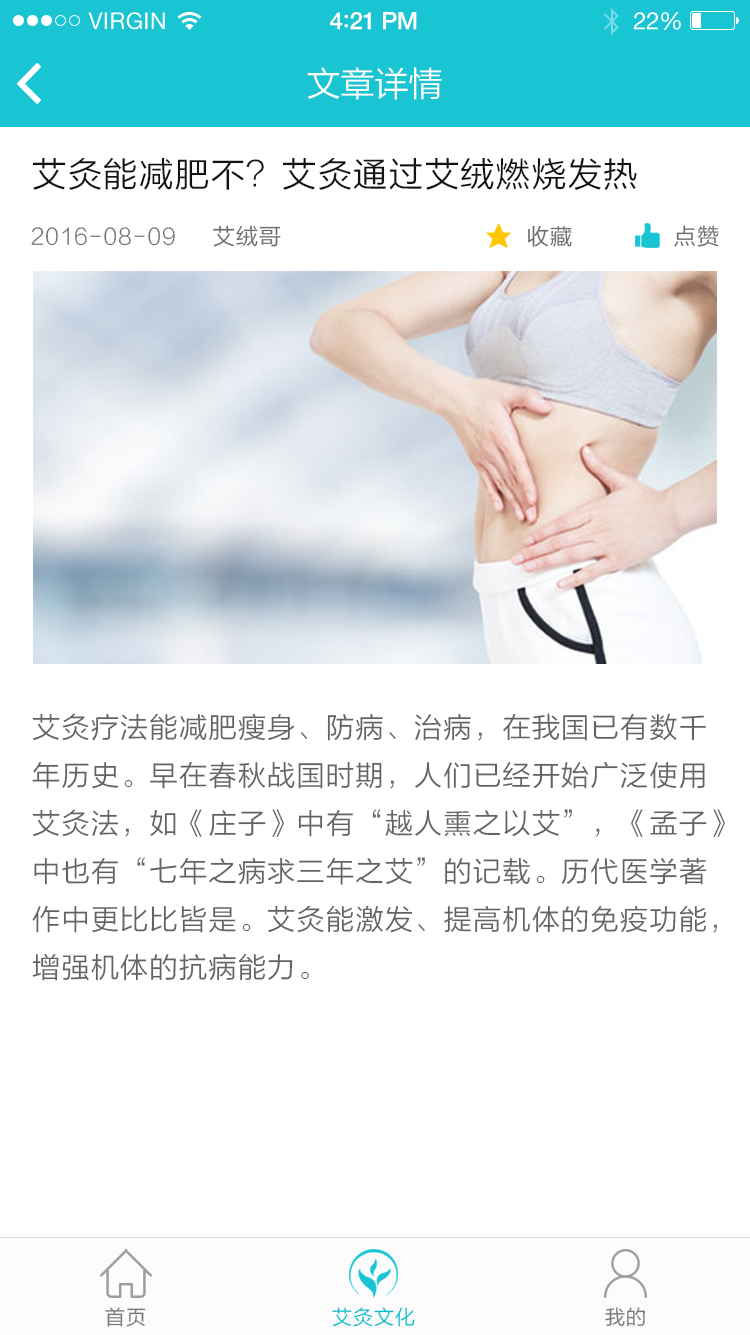 VIRGIN 4:21 PM 22%
文章详情
艾灸能减肥不？艾灸通过艾绒燃烧发热
2016-08-09 艾绒哥 收藏 点赞
艾灸疗法能减肥瘦身、防病、治病，在我国已有数千
年历史。早在春秋战国时期，人们已经开始广泛使用
艾灸法，如《庄子》中有“越人熏之以艾”，《孟子》
中也有“七年之病求三年之艾”的记载。历代医学著
作中更比比皆是。艾灸能激发、提高机体的免疫功能，
增强机体的抗病能力。
首页 艾灸文化 我的